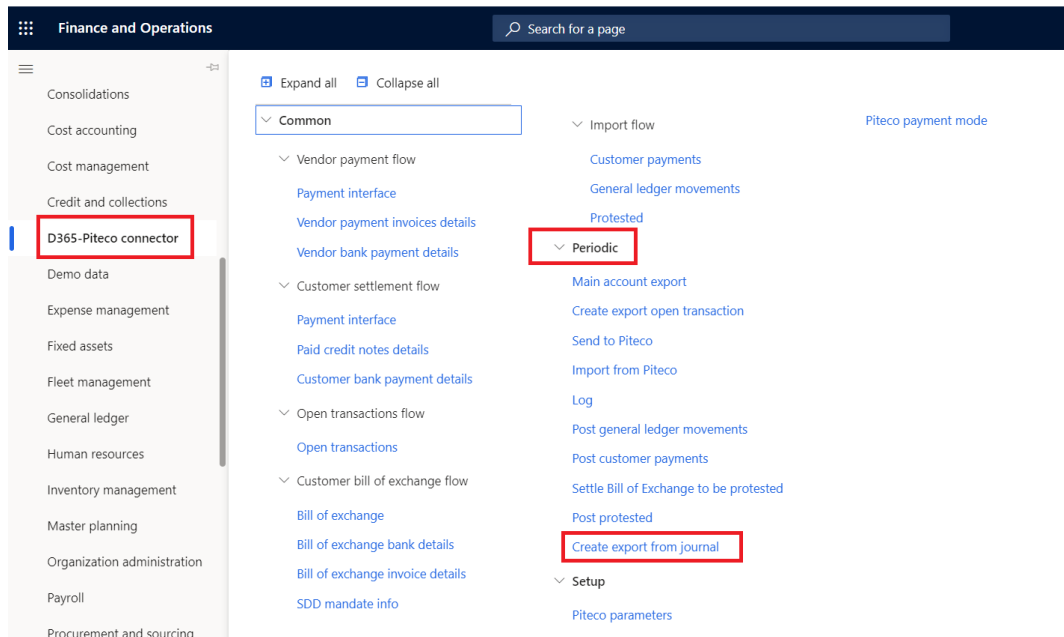 Finance and Operations
Search for a page
Consolidations
Cost accounting
Cost management
Credit and collections
D365-Piteco connector
Demo data
Expense management
Fixed assets
Fleet management
General ledger
Human resources
Inventory management
Master planning
Organization administration
Payroll
Procurement and sourcing
Expand all
Collapse all
Common
Vendor payment flow
Payment interface
Vendor payment invoices details
Vendor bank payment details
Customer settlement flow
Payment interface
Paid credit notes details
Customer bank payment details
Open transactions flow
Open transactions
Customer bill of exchange flow
Bill of exchange
Bill of exchange bank details
Bill of exchange invoice details
SDD mandate info
Import flow
Customer payments
General ledger movements
Protested
Periodic
Main account export
Create export open transaction
Send to Piteco
Import from Piteco
Log
Post general ledger movements
Post customer payments
Settle Bill of Exchange to be protested
Post protested
Create export from journal
Setup
Piteco parameters
Piteco payment mode